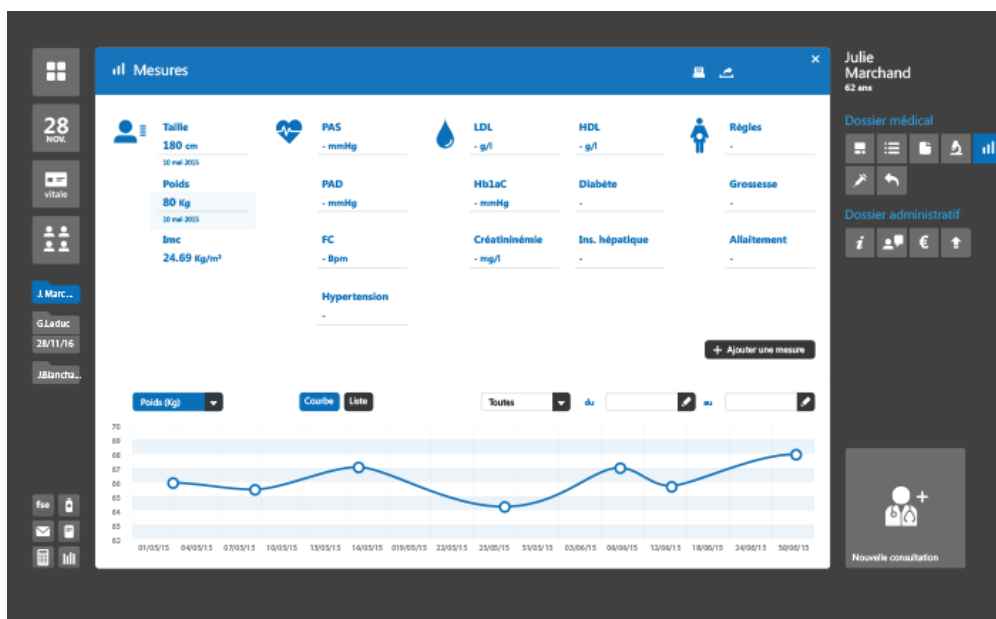 Mesures
×
Julie
Marchand
62 ans
28
NOV.
vitale
J. Marc...
G.Leduc
28/11/16
J.Blancha...
fse
Taille
180 cm
10 mai 2015
Poids
80 Kg
10 mai 2015
Imc
24.69 Kg/m²
PAS
- mmHg
PAD
- mmHg
FC
- Bpm
Hypertension
-
LDL
- g/l
Hb1aC
- mmHg
Créatininémie
- mg/l
HDL
- g/l
Diabète
-
Ins. hépatique
-
Règles
-
Grossesse
-
Allaitement
-
+ Ajouter une mesure
Dossier médical
Dossier administratif
i
€
Poids (Kg)
Courbe
Liste
Toutes
du
au
70
69
68
67
66
65
64
63
62
01/05/15 04/05/15 07/05/15 10/05/15 13/05/15 16/05/15 019/05/15 22/05/15 25/05/15 31/05/15 03/06/15 06/06/15 12/06/15 18/06/15 24/06/15 30/06/15
Nouvelle consultation